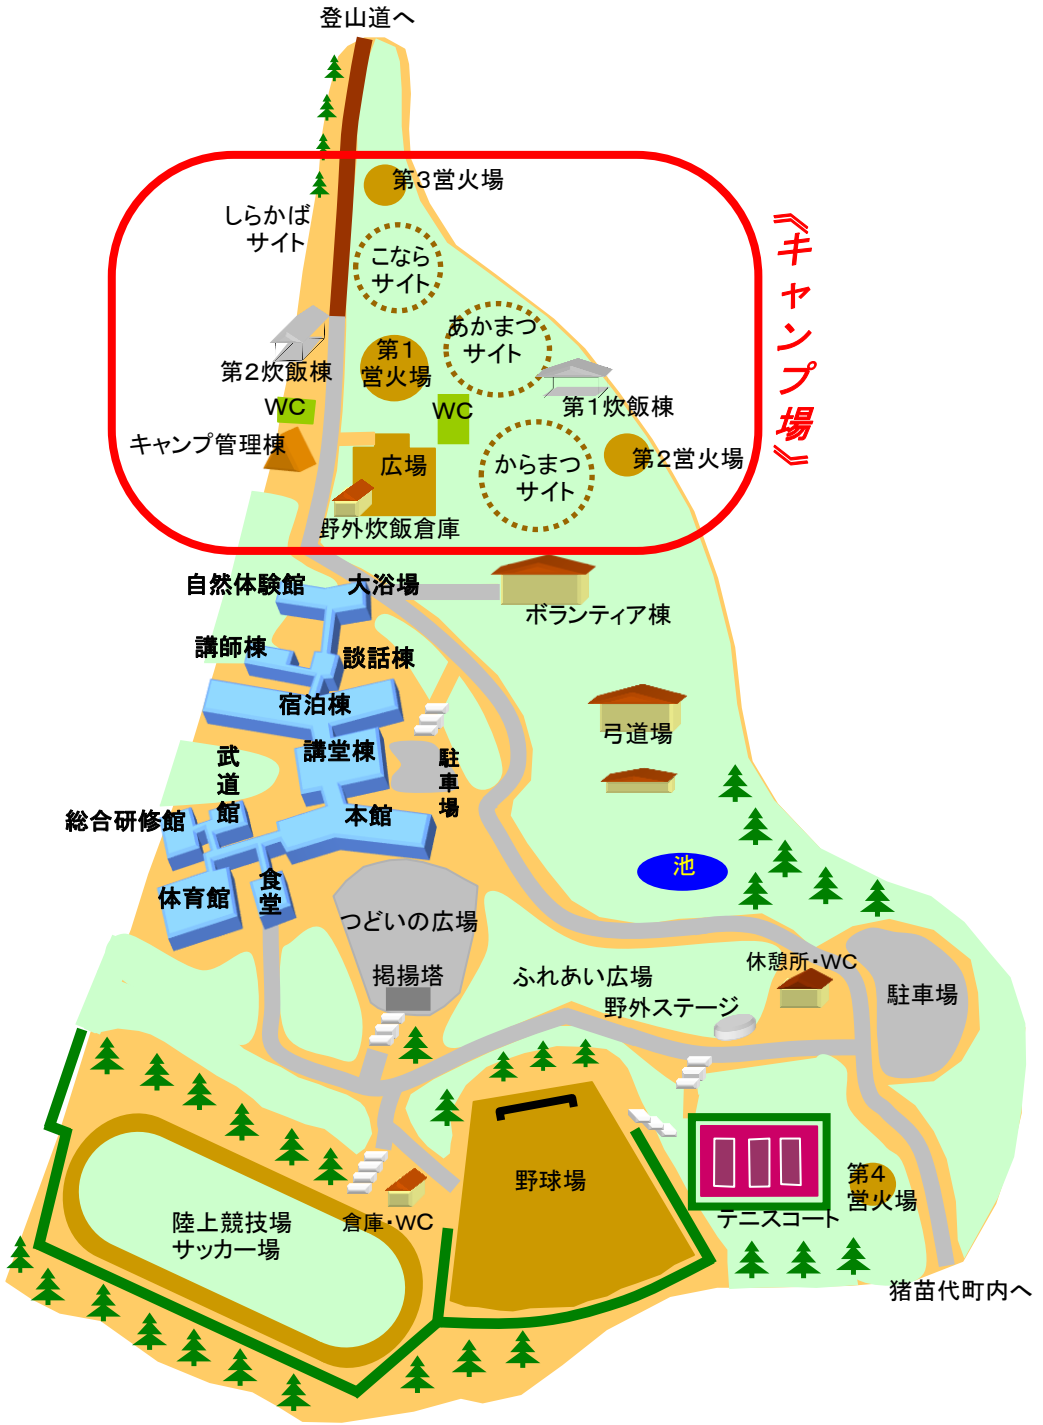 登山道へ
第3営火場
しらかば
サイト
こなら
サイト
《キャンプ場》
あかまつ
サイト
第1
営火場
第2炊飯棟
WC
WC
第1炊飯棟
キャンプ管理棟
広場
からまつ
サイト
第2営火場
野外炊飯倉庫
自然体験館
大浴場
ボランティア棟
講師棟
談話棟
宿泊棟
弓道場
講堂棟
武道館
駐車場
総合研修館
本館
池
体育館
食堂
つどいの広場
掲揚塔
ふれあい広場
野外ステージ
休憩所・WC
駐車場
野球場
第4
営火場
陸上競技場
サッカー場
倉庫・WC
テニスコート
猪苗代町内へ